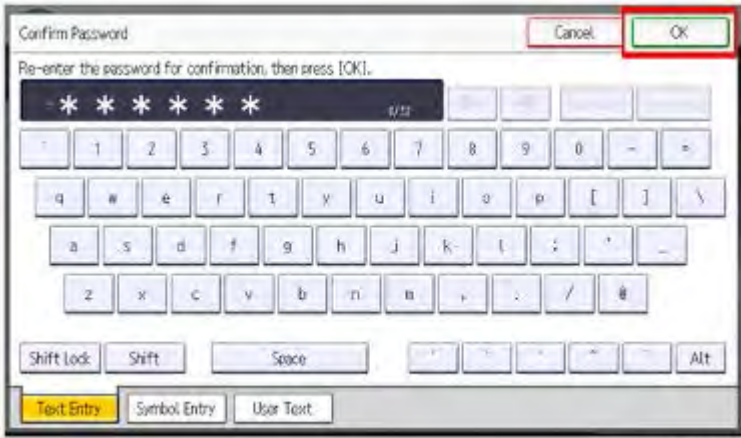 Confirm Password Cancel OK
Re-enter the password for confirmation, then press [OK].
* * * * * *
1 2 3 4 5 6 7 8 9 0 - =
q w e r t y u i o p [ ] \
a s d f g h j k l ; ' _
z x c v b n m , . / @
Shift Lock Shift Space Alt
Text Entry Symbol Entry User Text